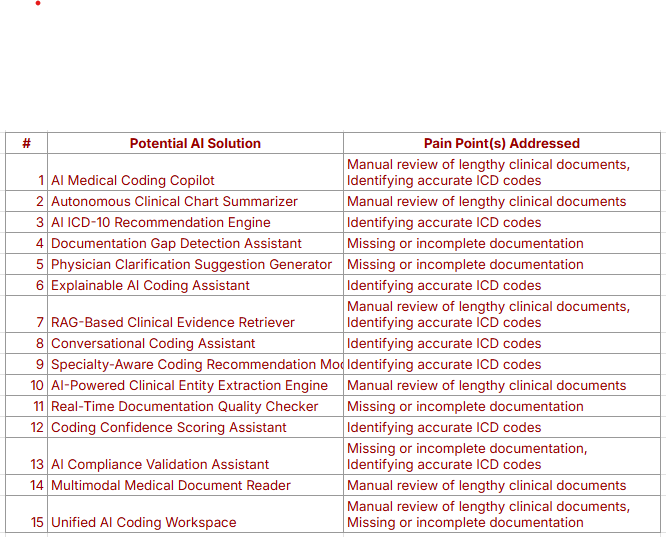 # Potential AI Solution Pain Point(s) Addressed
Manual review of lengthy clinical documents,
1 AI Medical Coding Copilot Identifying accurate ICD codes
2 Autonomous Clinical Chart Summarizer Manual review of lengthy clinical documents
3 AI ICD-10 Recommendation Engine Identifying accurate ICD codes
4 Documentation Gap Detection Assistant Missing or incomplete documentation
5 Physician Clarification Suggestion Generator Missing or incomplete documentation
6 Explainable AI Coding Assistant Identifying accurate ICD codes
Manual review of lengthy clinical documents,
7 RAG-Based Clinical Evidence Retriever Identifying accurate ICD codes
8 Conversational Coding Assistant Identifying accurate ICD codes
9 Specialty-Aware Coding Recommendation Mod Identifying accurate ICD codes
10 AI-Powered Clinical Entity Extraction Engine Manual review of lengthy clinical documents
11 Real-Time Documentation Quality Checker Missing or incomplete documentation
12 Coding Confidence Scoring Assistant Identifying accurate ICD codes
Missing or incomplete documentation,
13 AI Compliance Validation Assistant Identifying accurate ICD codes
14 Multimodal Medical Document Reader Manual review of lengthy clinical documents
Manual review of lengthy clinical documents,
15 Unified AI Coding Workspace Missing or incomplete documentation